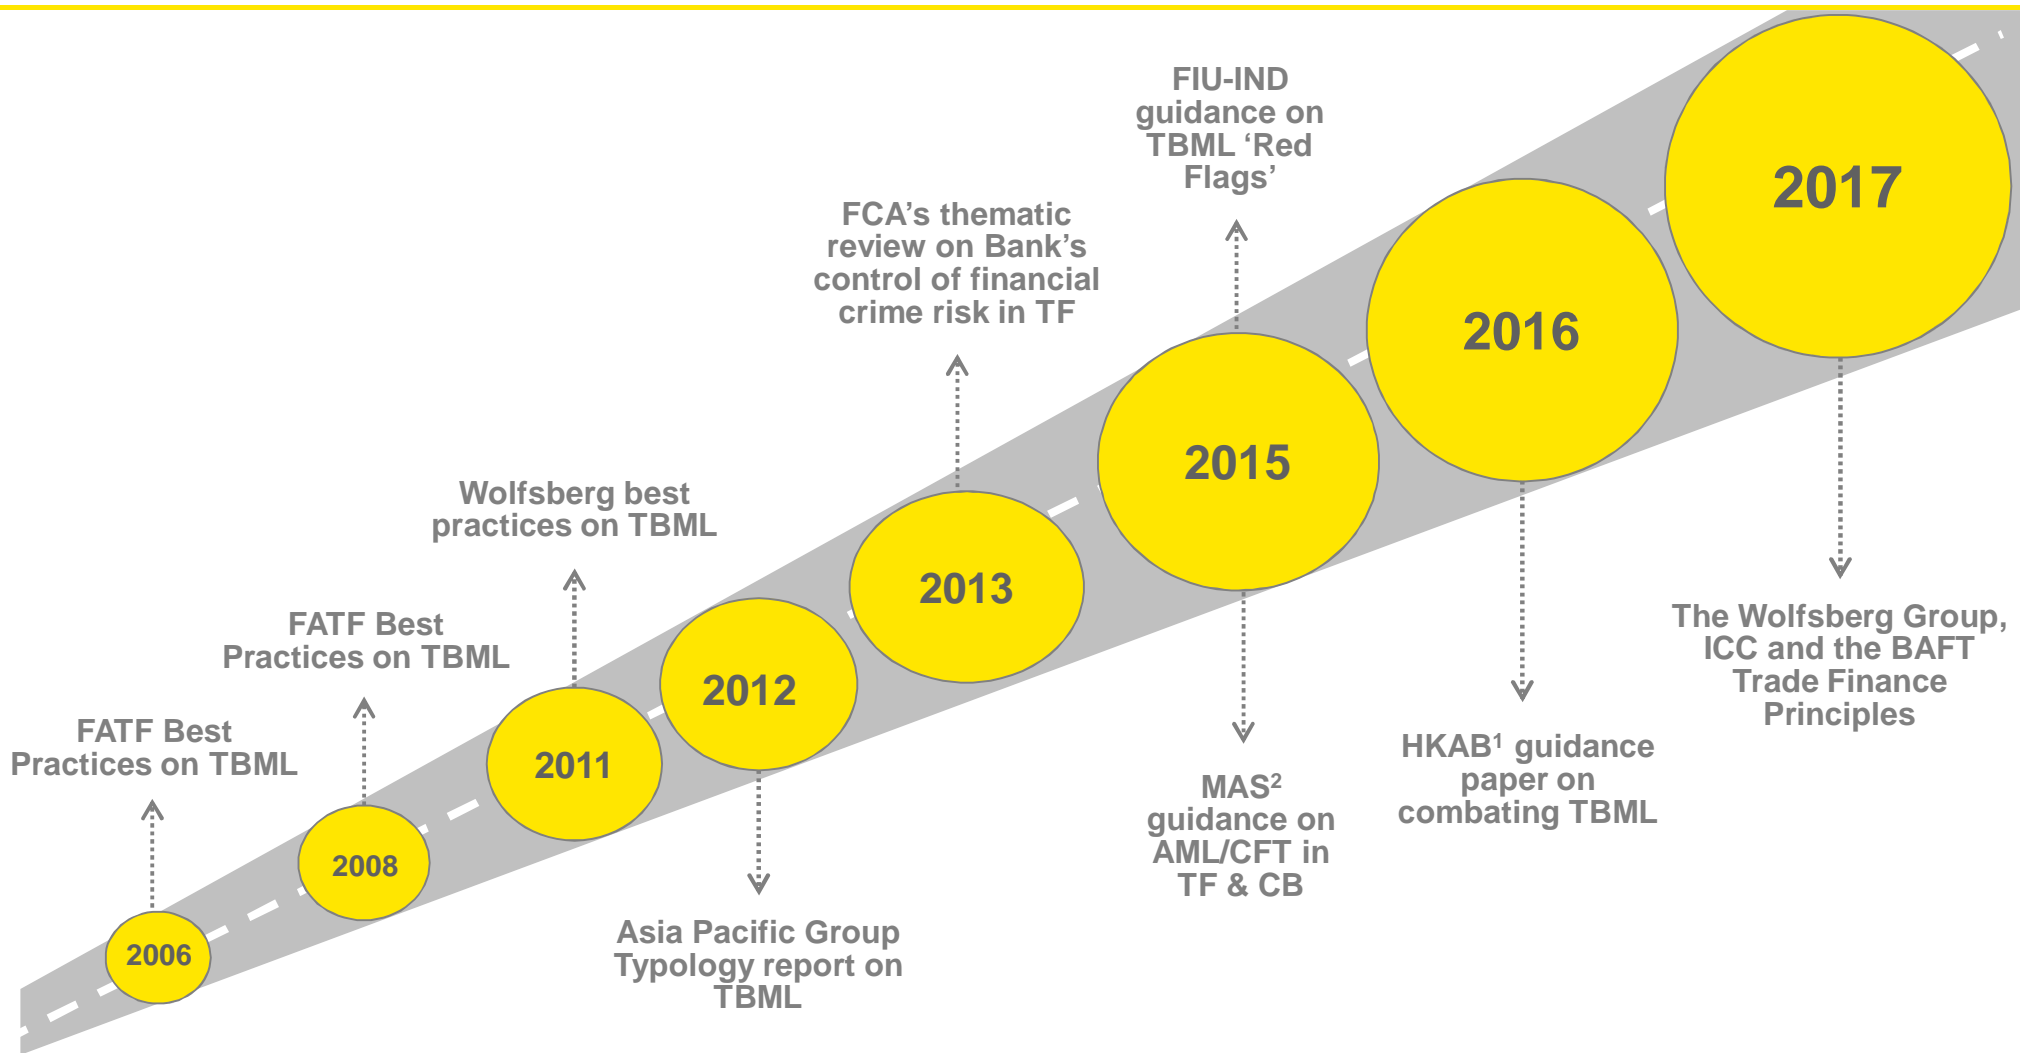 FATF Best
Practices on TBML
2006
FATF Best
Practices on TBML
2008
Wolfsberg best
practices on TBML
2011
2012
Asia Pacific Group
Typology report on
TBML
FCA’s thematic
review on Bank’s
control of financial
crime risk in TF
2013
FIU-IND
guidance on
TBML ‘Red
Flags’
2015
MAS²
guidance on
AML/CFT in
TF & CB
2016
HKAB¹ guidance
paper on
combating TBML
2017
The Wolfsberg Group,
ICC and the BAFT
Trade Finance
Principles